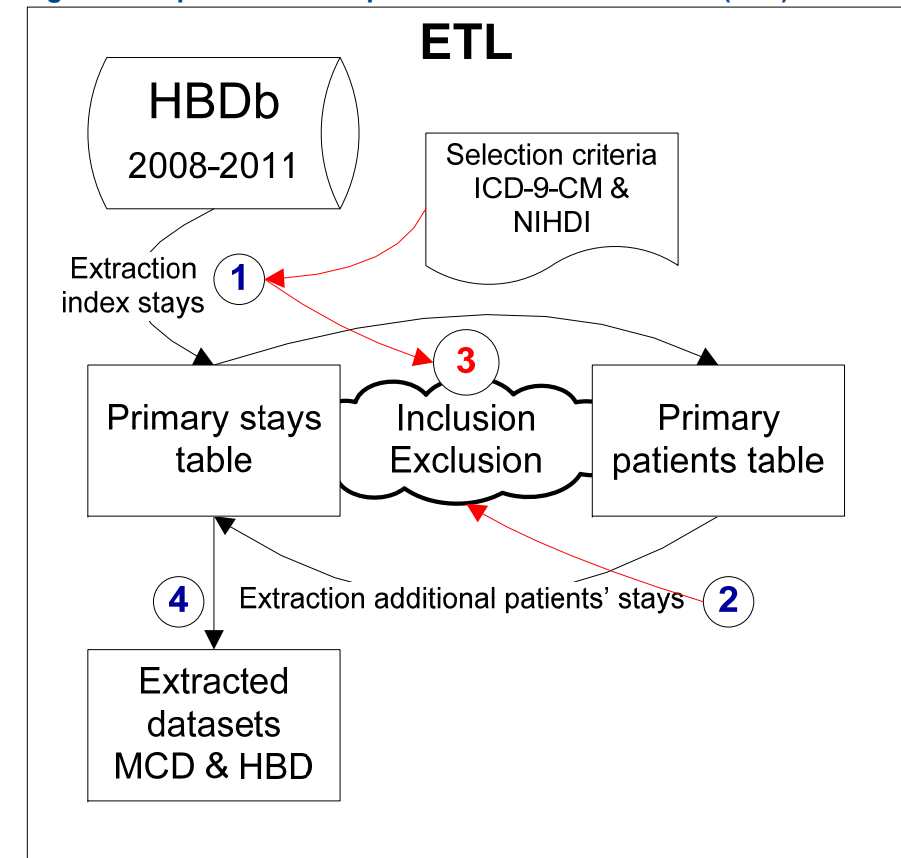 ETL
HBDb
2008-2011
Selection criteria
ICD-9-CM &
NIHDI
Extraction
index stays
1
3
Primary stays
table
Inclusion
Exclusion
Primary
patients table
4
Extraction additional patients’ stays
2
Extracted
datasets
MCD & HBD